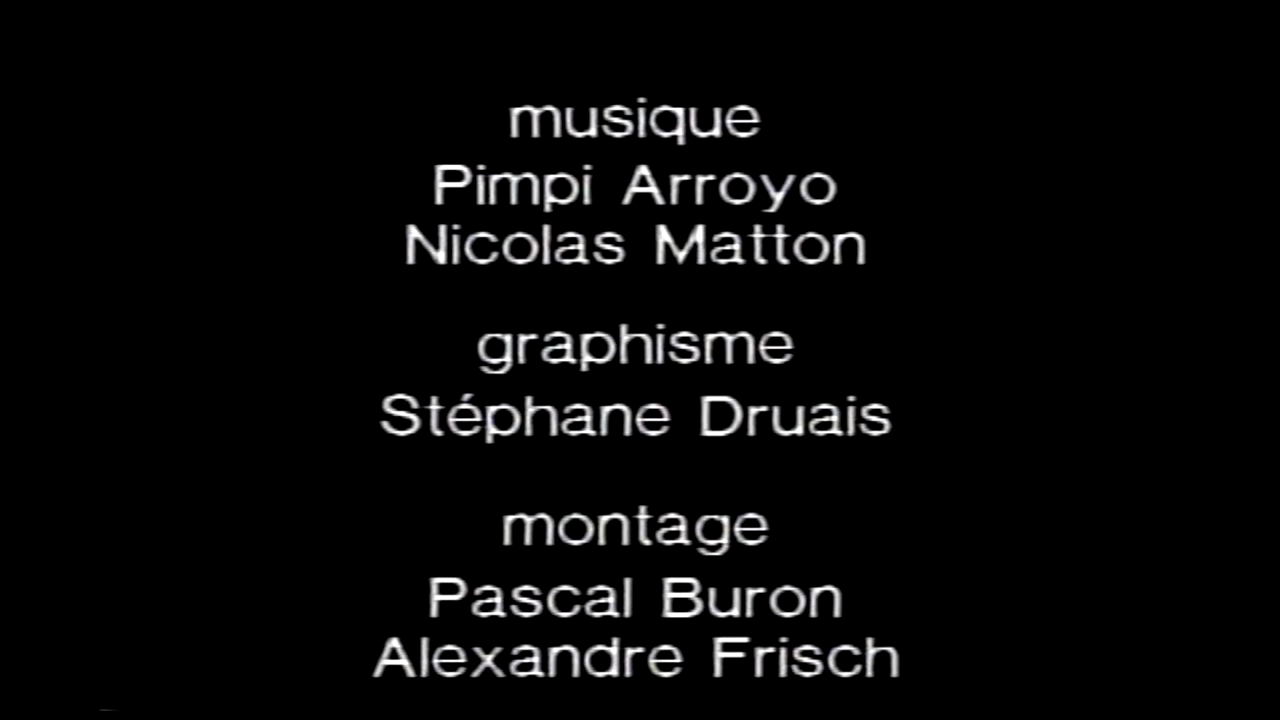 musique
Pimpi Arroyo
Nicolas Matton
graphisme
Stéphane Druais
montage
Pascal Buron
Alexandre Frisch